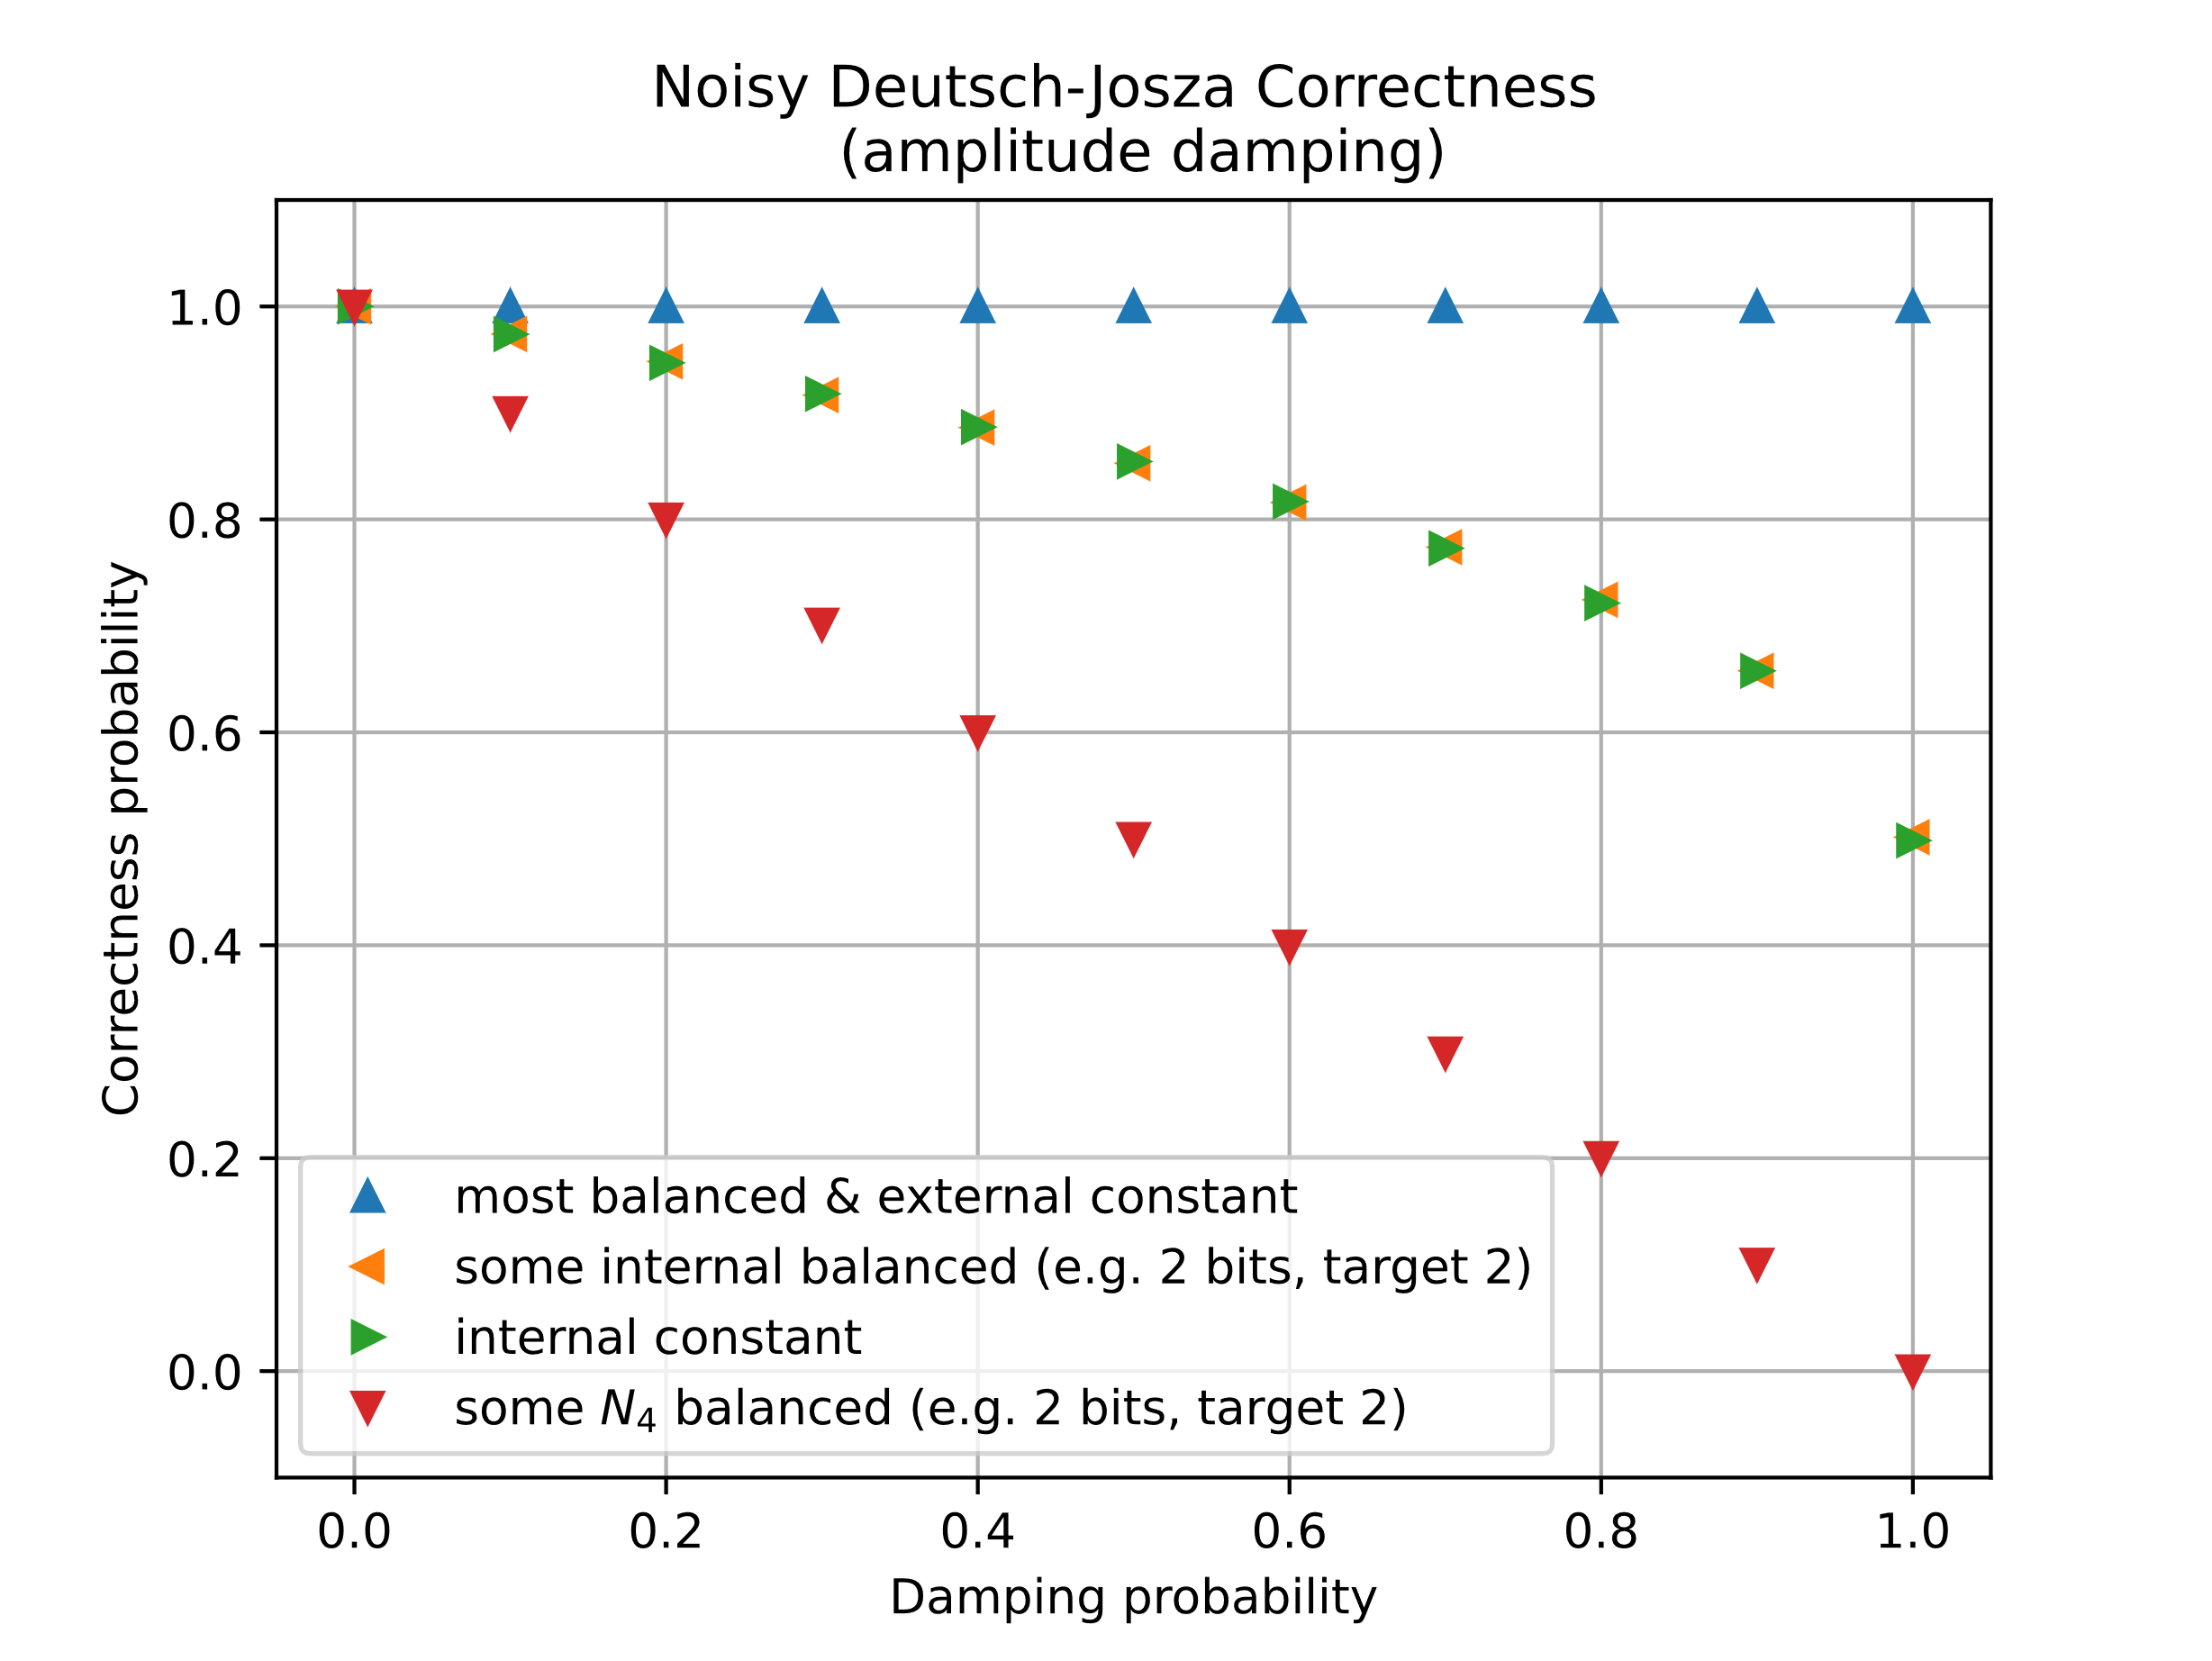 Noisy Deutsch-Josza Correctness
(amplitude damping)
Correctness probability
1.0
0.8
0.6
0.4
0.2
0.0
most balanced & external constant
some internal balanced (e.g. 2 bits, target 2)
internal constant
some N₄ balanced (e.g. 2 bits, target 2)
0.0 0.2 0.4 0.6 0.8 1.0
Damping probability